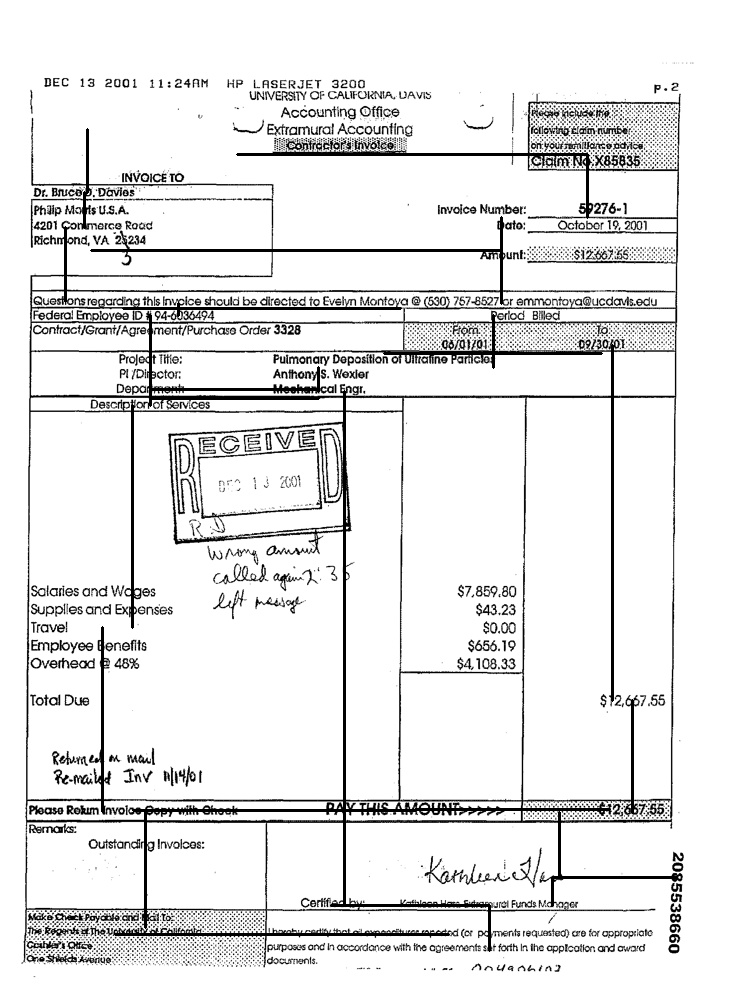 DEC 13 2001 11:24AM HP LASERJET 3200 p.2
UNIVERSITY OF CALIFORNIA, DAVIS
Accounting Office
Extramural Accounting
Contractor's Invoice
Please include the
following claim number
on your remittance advice
Claim No X85835
INVOICE TO
Dr. Bruce D. Davies
Philip Morris U.S.A.
4201 Commerce Road
Richmond, VA 23234
3
Invoice Number: 59276-1
Date: October 19, 2001
Amount: $12,667.55
Questions regarding this invoice should be directed to Evelyn Montoya @ (530) 757-8527 or emmontoya@ucdavis.edu
Federal Employee ID # 94-6036494 Period Billed
Contract/Grant/Agreement/Purchase Order 3328 From To
06/01/01 09/30/01
Project Title: Pulmonary Deposition of Ultrafine Particles
PI /Director: Anthony S. Wexler
Department: Mechanical Engr.
Description of Services
RECEIVED
DEC 13 2001
R.D
Wrong amount
called again 2:35
left message
Salaries and Wages $7,859.80
Supplies and Expenses $43.23
Travel $0.00
Employee Benefits $656.19
Overhead @ 48% $4,108.33
Total Due $12,667.55
Returned in mail
Re-mailed Inv 11/14/01
Please Return Invoice Copy with Check PAY THIS AMOUNT>>>>> $12,667.55
Remarks:
Outstanding Invoices:
Kathleen Hass
Certified by: Kathleen Hass Extramural Funds Manager
Make Check Payable and Mail To:
The Regents of The University of California
Cashier's Office
One Shields Avenue
I hereby certify that all expenditures reported (or payments requested) are for appropriate
purposes and in accordance with the agreements set forth in the application and award
documents.
2085538660